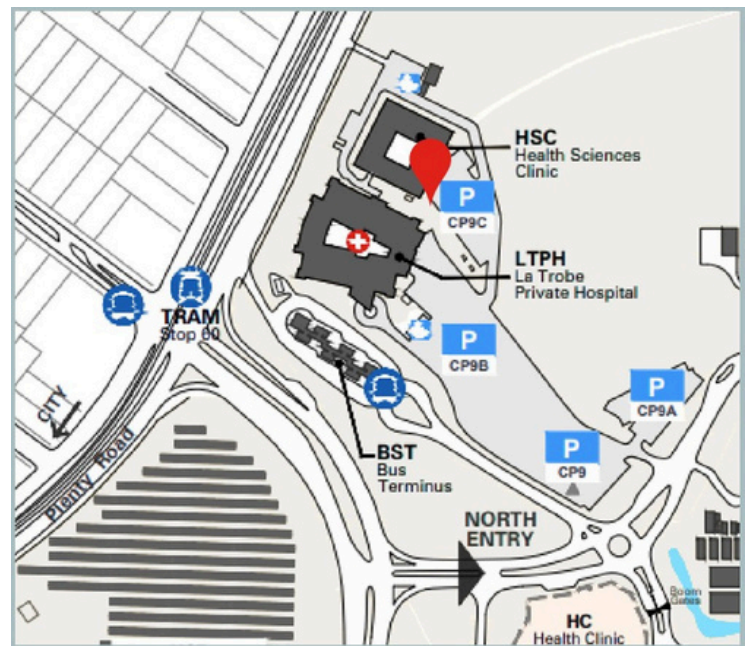 HSC
Health Sciences
Clinic
P
CP9C
LTPH
La Trobe
Private Hospital
TRAM
Stop 60
P
CP9B
P
CP9A
CITY
BST
Bus
Terminus
P
CP9
Plenty Road
NORTH
ENTRY
Boom
Gates
HC
Health Clinic